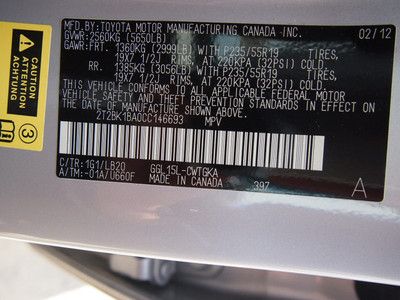 MFD. BY: TOYOTA MOTOR MANUFACTURING CANADA INC.
GVWR: 2560KG (5650LB) 02/12
GAWR: FRT. 1360KG (2999LB) WITH P235/55R19 TIRES,
19X7 1/2J RIMS, AT 220KPA (32PSI) COLD
RR. 1385KG (3056LB) WITH P235/55R19 TIRES,
19X7 1/2J RIMS, AT 220KPA (32PSI) COLD
THIS VEHICLE CONFORMS TO ALL APPLICABLE FEDERAL MOTOR
VEHICLE SAFETY AND THEFT PREVENTION STANDARDS IN EFFECT ON THE
DATE OF MANUFACTURE SHOWN ABOVE.
2T2BK1BA0CC146693 MPV
C/TR: 1G1/LB20 GGL15L-CWTGKA
A/TM: -01A/U660F MADE IN CANADA 397 A
CAUTION
ATTENTION
ACHTUNG
3